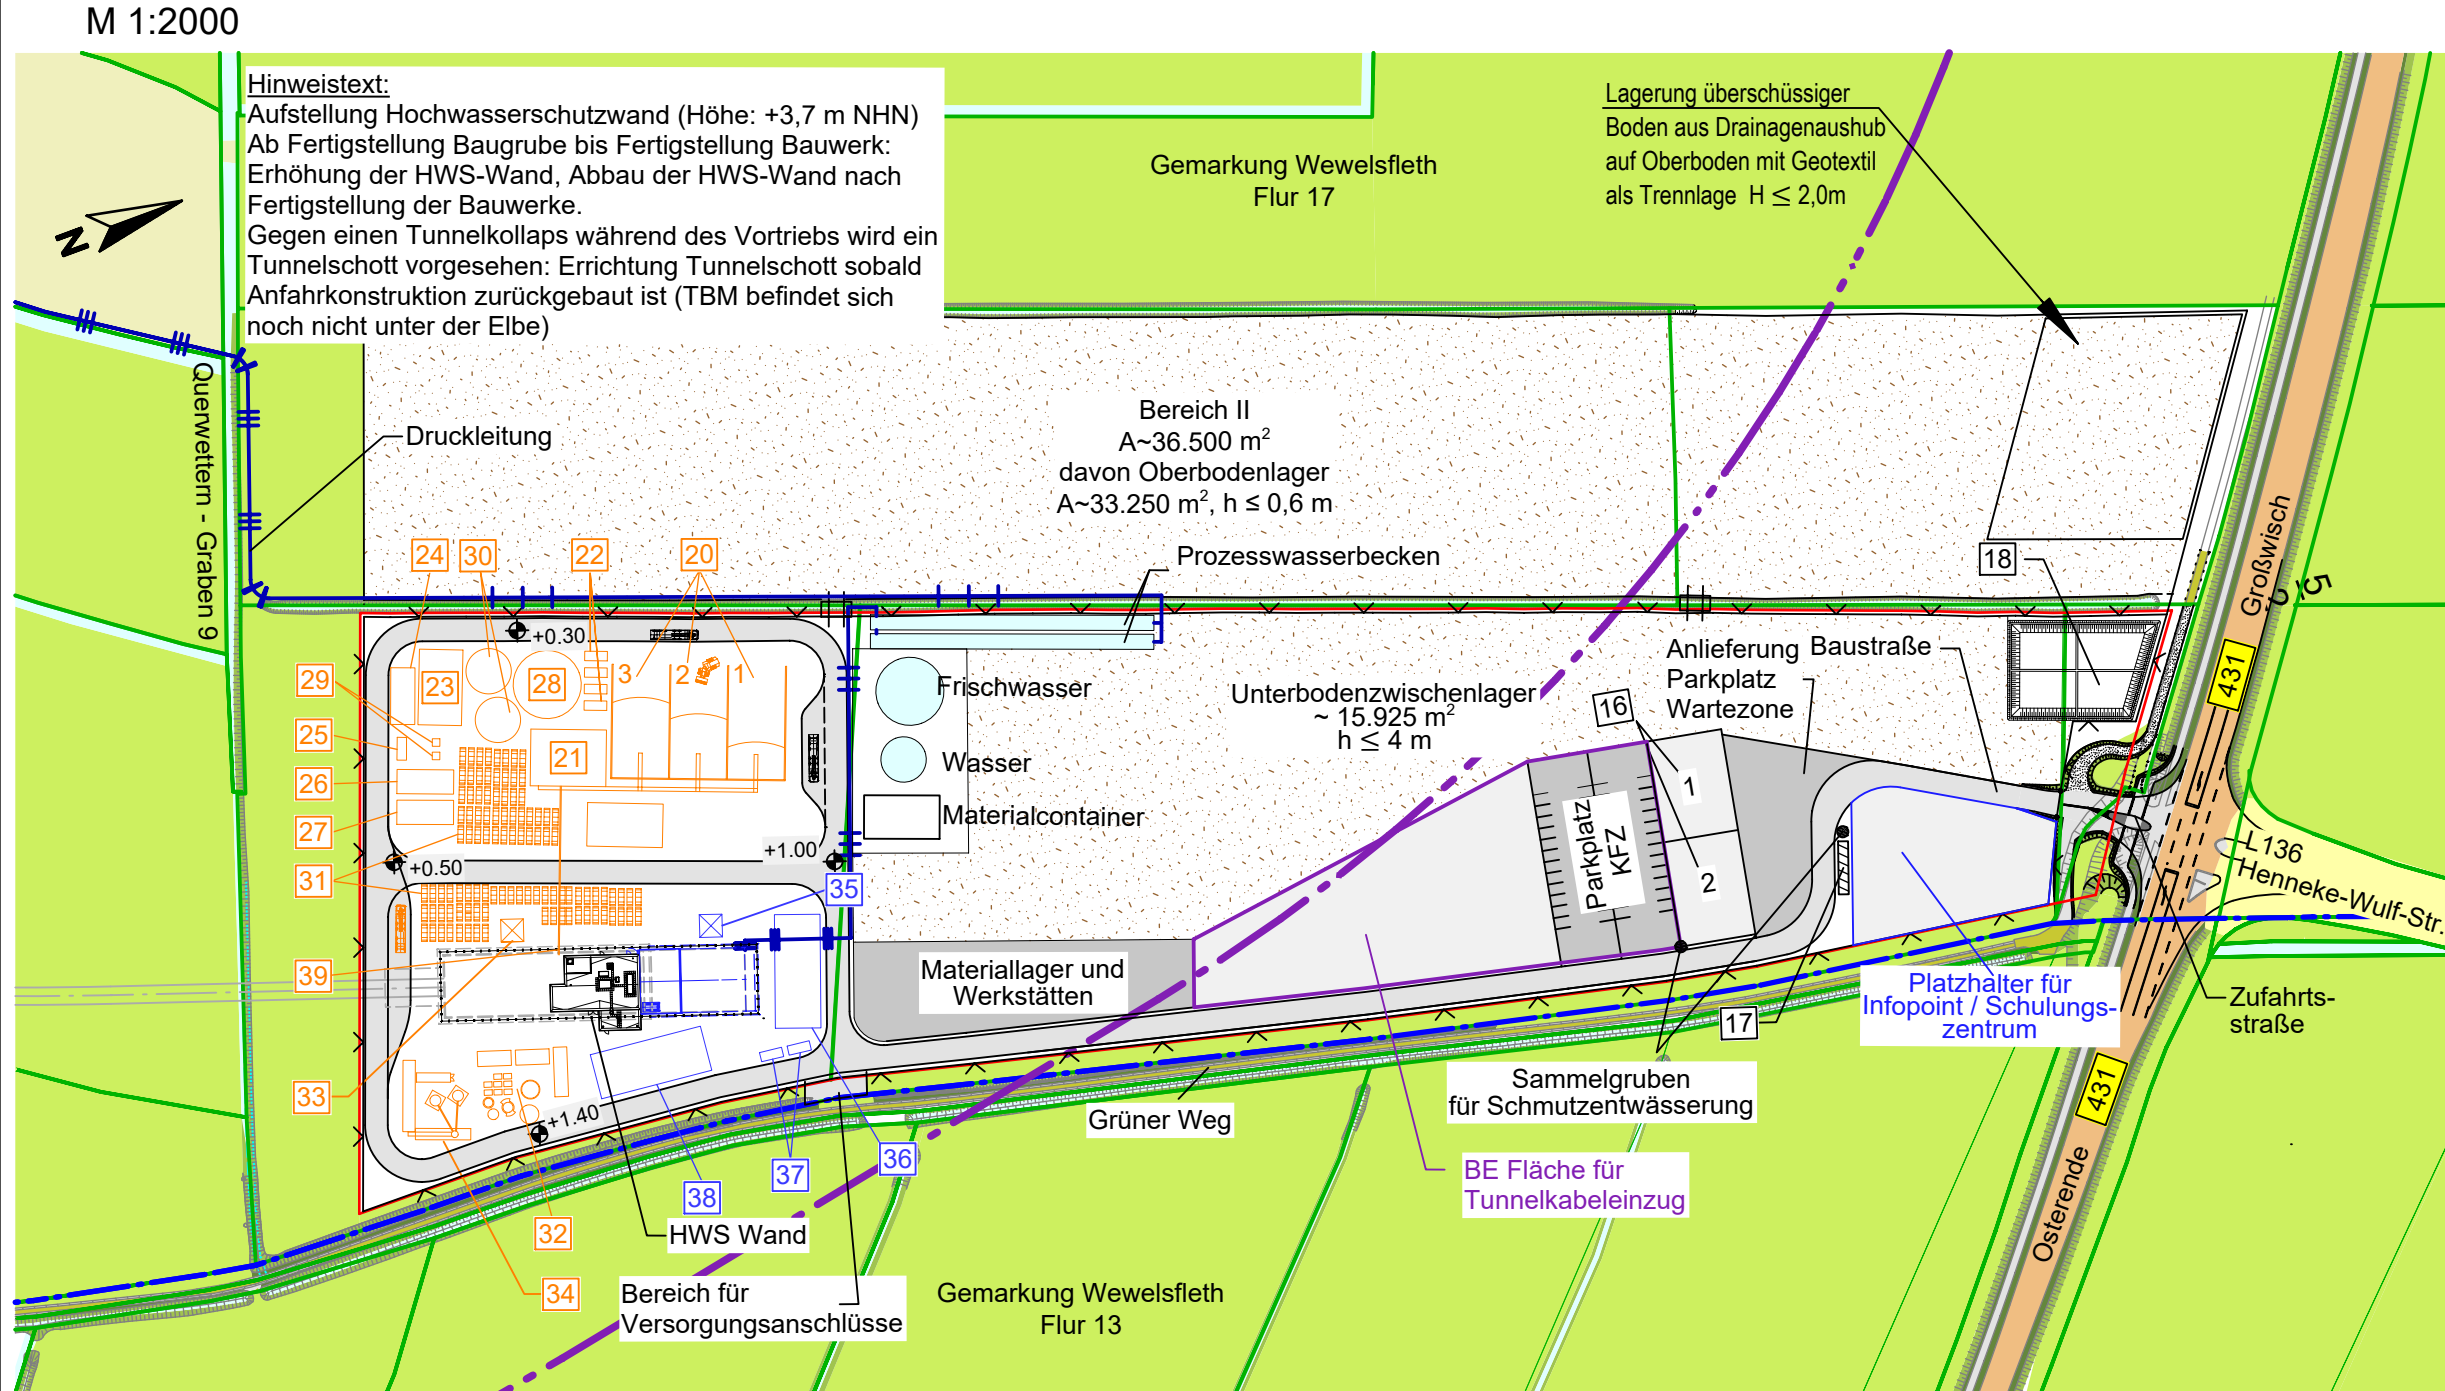 M 1:2000
Hinweistext:
Aufstellung Hochwasserschutzwand (Höhe: +3,7 m NHN)
Ab Fertigstellung Baugrube bis Fertigstellung Bauwerk:
Erhöhung der HWS-Wand, Abbau der HWS-Wand nach
Fertigstellung der Bauwerke.
Gegen einen Tunnelkollaps während des Vortriebs wird ein
Tunnelschott vorgesehen: Errichtung Tunnelschott sobald
Anfahrkonstruktion zurückgebaut ist (TBM befindet sich
noch nicht unter der Elbe)
N
Gemarkung Wewelsfleth
Flur 17
Lagerung überschüssiger
Boden aus Drainagenaushub
auf Oberboden mit Geotextil
als Trennlage H ≤ 2,0m
Querwettern - Graben 9
Druckleitung
Bereich II
A~36.500 m²
davon Oberbodenlager
A~33.250 m², h ≤ 0,6 m
Prozesswasserbecken
Großwisch
24
30
22
20
18
+0.30
29
23
28
3
2
1
Frischwasser
Unterbodenzwischenlager
~ 15.925 m²
h ≤ 4 m
Anlieferung
Parkplatz
Wartezone
Baustraße
16
431
25
21
26
27
Wasser
Materialcontainer
Parkplatz
KFZ
1
2
L136
Henneke-Wulf-Str.
+1.00
+0.50
31
35
39
Materiallager und
Werkstätten
Platzhalter für
Infopoint / Schulungs-
zentrum
17
Zufahrts-
straße
33
+1.40
Sammelgruben
für Schmutzentwässerung
Grüner Weg
431
Osterende
36
37
38
BE Fläche für
Tunnelkabeleinzug
32
HWS Wand
34
Bereich für
Versorgungsanschlüsse
Gemarkung Wewelsfleth
Flur 13